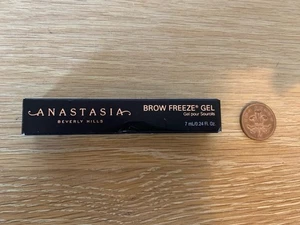 ANASTASIA
BEVERLY HILLS
BROW FREEZE® GEL
Gel pour Sourcils
7 ml/0.24 Fl. Oz.